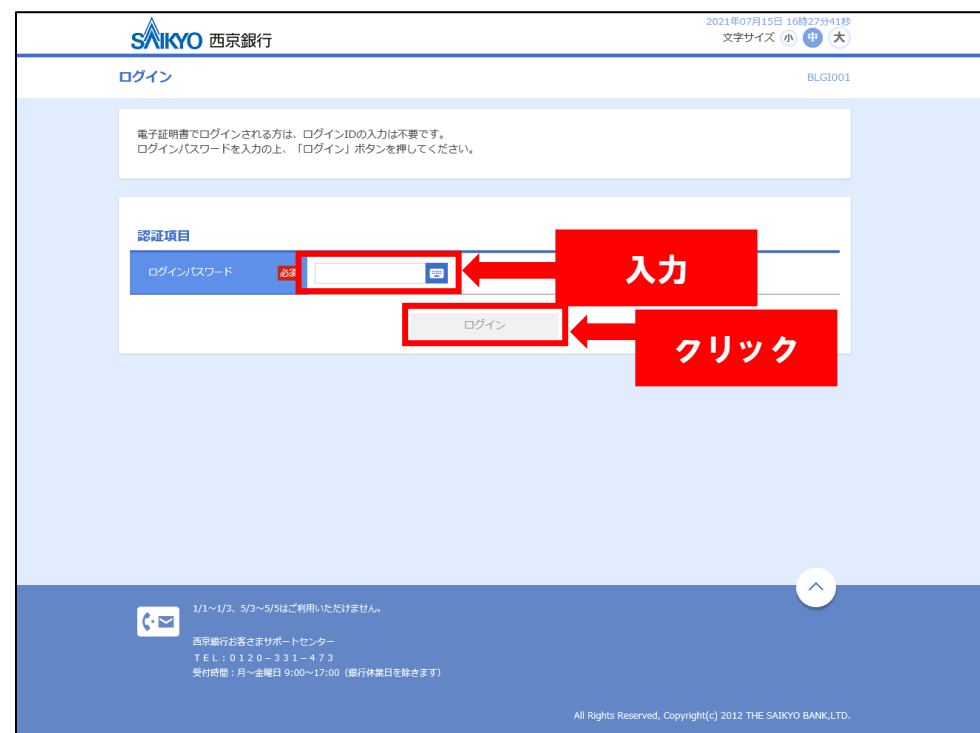 SAIKYO 西京銀行
2021年07月15日 16時27分41秒
文字サイズ 小 中 大
ログイン
BLGI001
電子証明書でログインされる方は、ログインIDの入力は不要です。
ログインパスワードを入力の上、「ログイン」ボタンを押してください。
認証項目
ログインパスワード
入力
ログイン
クリック
1/1~1/3、5/3~5/5はご利用いただけません。
西京銀行お客さまサポートセンター
TEL:0120-331-473
受付時間:月~金曜日 9:00~17:00(銀行休業日を除きます)
All Rights Reserved, Copyright(c) 2012 THE SAIKYO BANK,LTD.